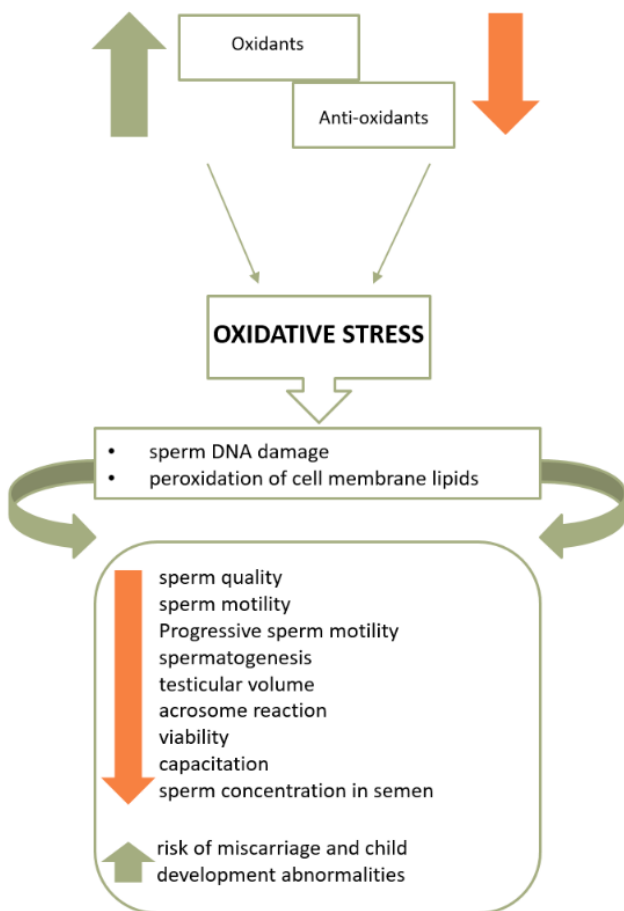 Oxidants
Anti-oxidants
OXIDATIVE STRESS
• sperm DNA damage
• peroxidation of cell membrane lipids
sperm quality
sperm motility
Progressive sperm motility
spermatogenesis
testicular volume
acrosome reaction
viability
capacitation
sperm concentration in semen
risk of miscarriage and child
development abnormalities